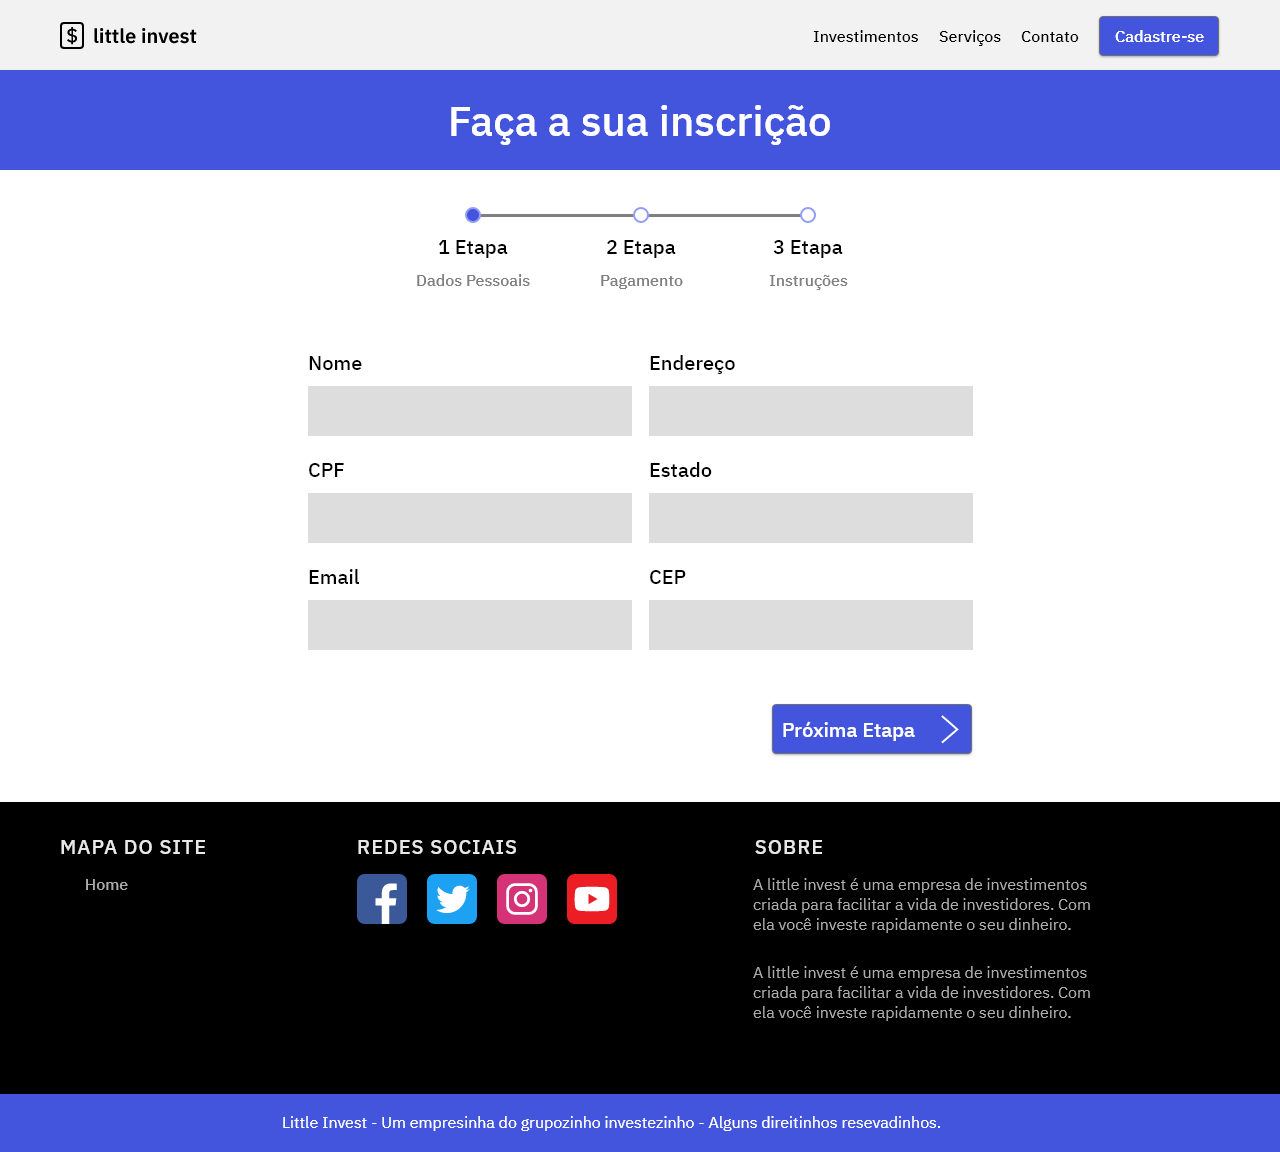 $ little invest
Investimentos Serviços Contato Cadastre-se
Faça a sua inscrição
1 Etapa 2 Etapa 3 Etapa
Dados Pessoais Pagamento Instruções
Nome Endereço
CPF Estado
Email CEP
Próxima Etapa
MAPA DO SITE
Home
REDES SOCIAIS
SOBRE
A little invest é uma empresa de investimentos
criada para facilitar a vida de investidores. Com
ela você investe rapidamente o seu dinheiro.
A little invest é uma empresa de investimentos
criada para facilitar a vida de investidores. Com
ela você investe rapidamente o seu dinheiro.
Little Invest - Um empresinha do grupozinho investezinho - Alguns direitinhos resevadinhos.